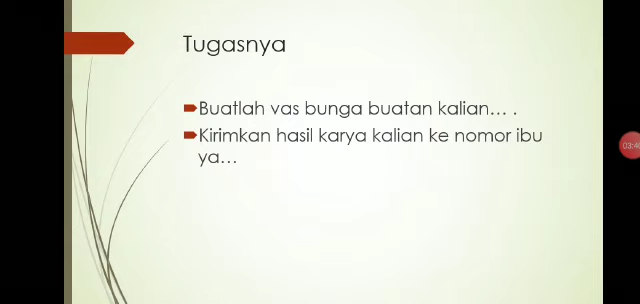 Tugasnya
Buatlah vas bunga buatan kalian... .
Kirimkan hasil karya kalian ke nomor ibu
ya...